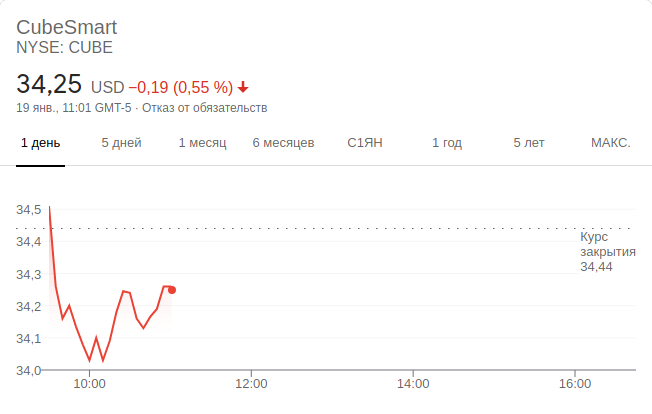 CubeSmart
NYSE: CUBE
34,25 USD −0,19 (0,55 %)
19 янв., 11:01 GMT-5 · Отказ от обязательств
1 день 5 дней 1 месяц 6 месяцев С1ЯН 1 год 5 лет МАКС.
34,5
34,4
34,3
34,2
34,1
34,0
Курс
закрытия
34,44
10:00 12:00 14:00 16:00